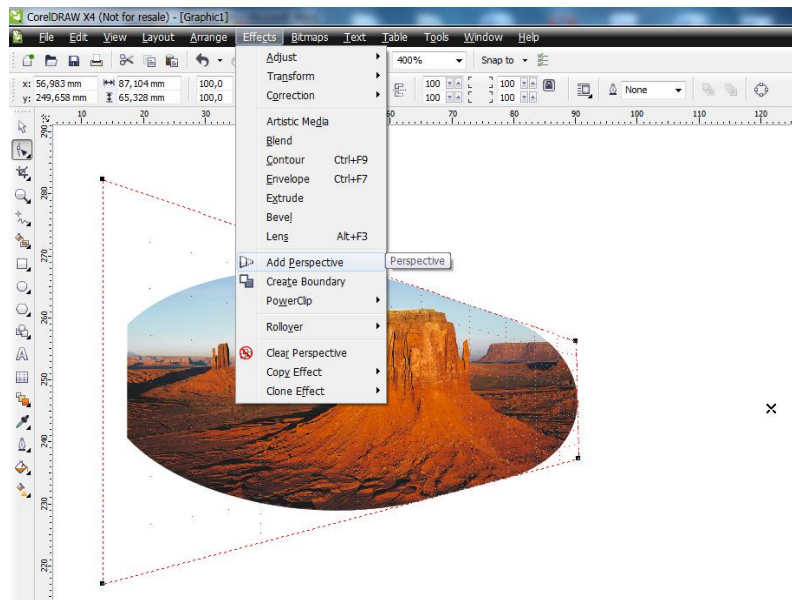 CorelDRAW X4 (Not for resale) - [Graphic1]
File Edit View Layout Arrange Effects Bitmaps Text Table Tools Window Help
400% Snap to
x: 56,983 mm 87,104 mm 100,0 100 100 None
y: 249,658 mm 65,328 mm 100,0 100 100
10 20 30 60 70 80 90 100 110 120
290
280
270
260
250
240
230
220
Adjust
Transform
Correction
Artistic Media
Blend
Contour Ctrl+F9
Envelope Ctrl+F7
Extrude
Bevel
Lens Alt+F3
Add Perspective
Perspective
Create Boundary
PowerClip
Rollover
Clear Perspective
Copy Effect
Clone Effect